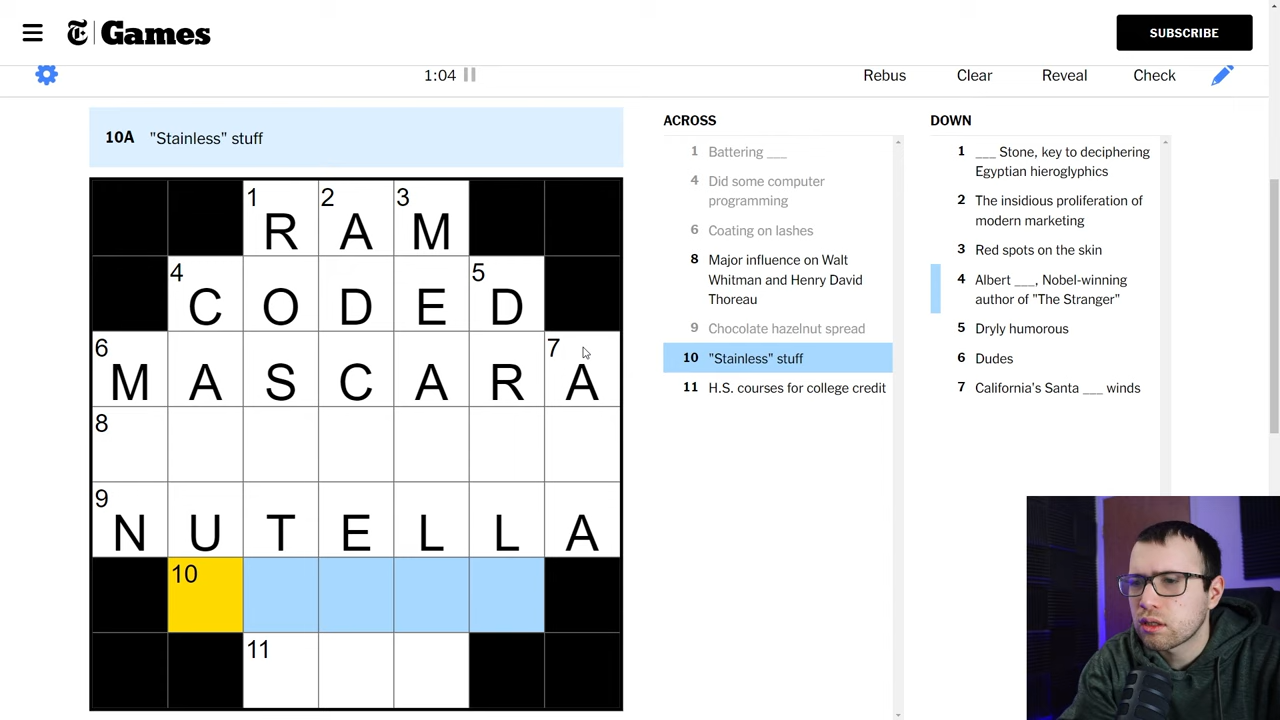 Games
SUBSCRIBE
1:04
Rebus
Clear
Reveal
Check
10A "Stainless" stuff
1 R 2 A 3 M
4 C O D E 5 D
6 M A S C A R 7 A
8
9 N U T E L L A
10
11
ACROSS
1 Battering ___
4 Did some computer
programming
6 Coating on lashes
8 Major influence on Walt
Whitman and Henry David
Thoreau
9 Chocolate hazelnut spread
10 "Stainless" stuff
11 H.S. courses for college credit
DOWN
1 ___ Stone, key to deciphering
Egyptian hieroglyphics
2 The insidious proliferation of
modern marketing
3 Red spots on the skin
4 Albert ___, Nobel-winning
author of "The Stranger"
5 Dryly humorous
6 Dudes
7 California's Santa ___ winds